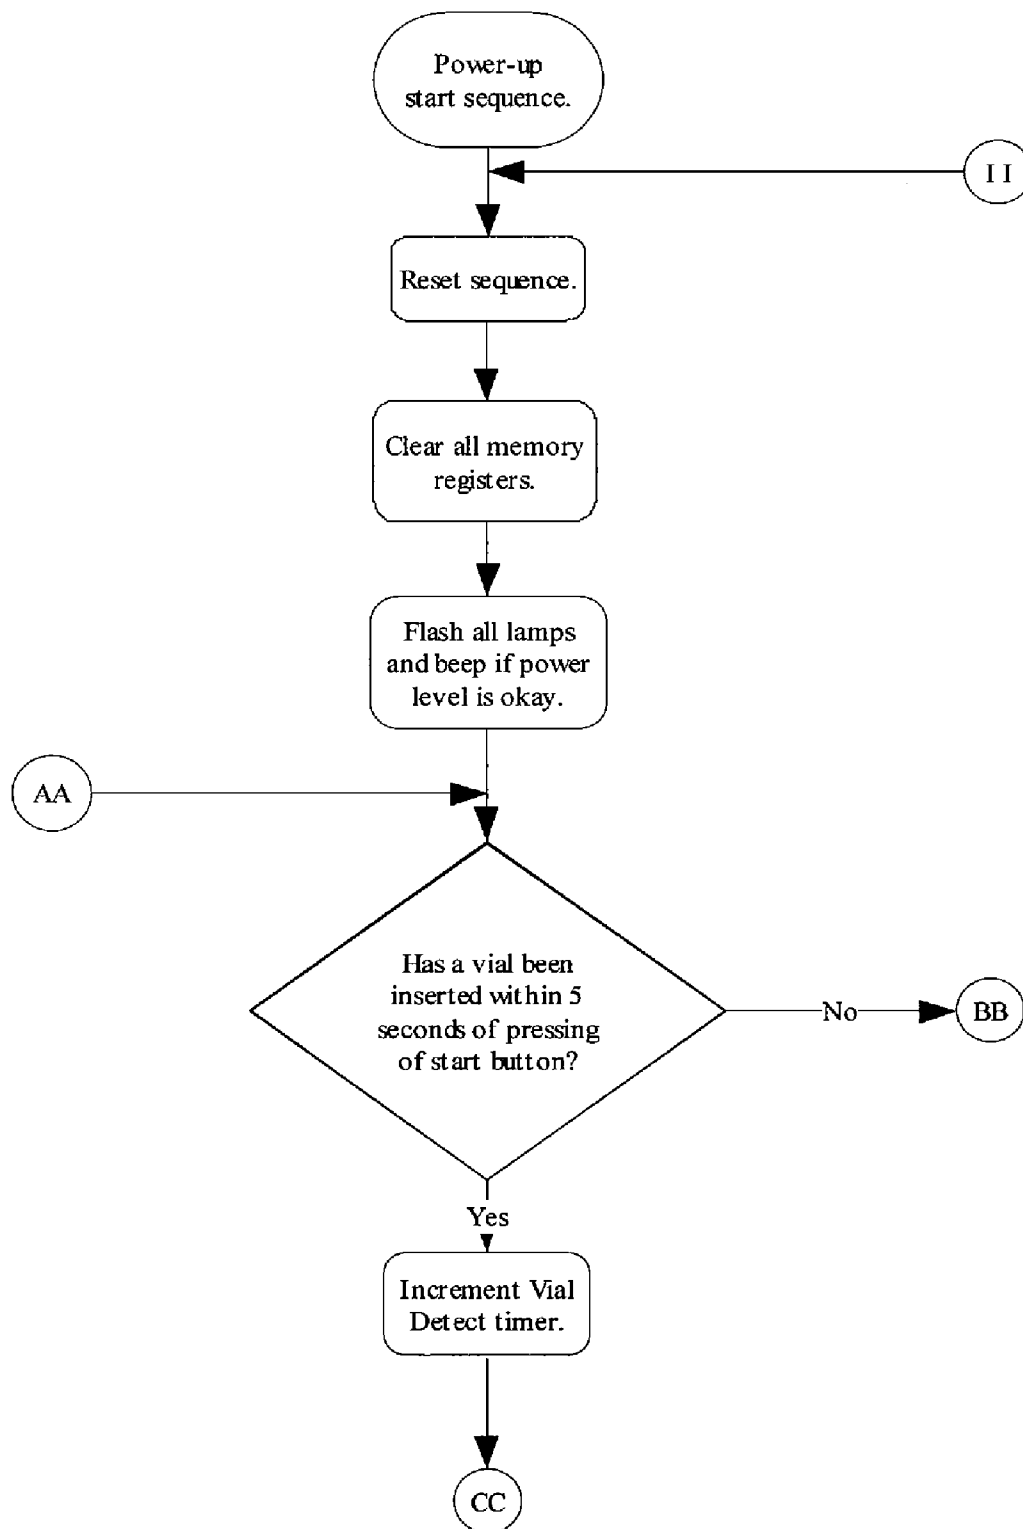 Power-up
start sequence.
I I
Reset sequence.
Clear all memory
registers.
Flash all lamps
and beep if power
level is okay.
AA
Has a vial been
inserted within 5
seconds of pressing
of start button?
No
BB
Yes
Increment Vial
Detect timer.
CC